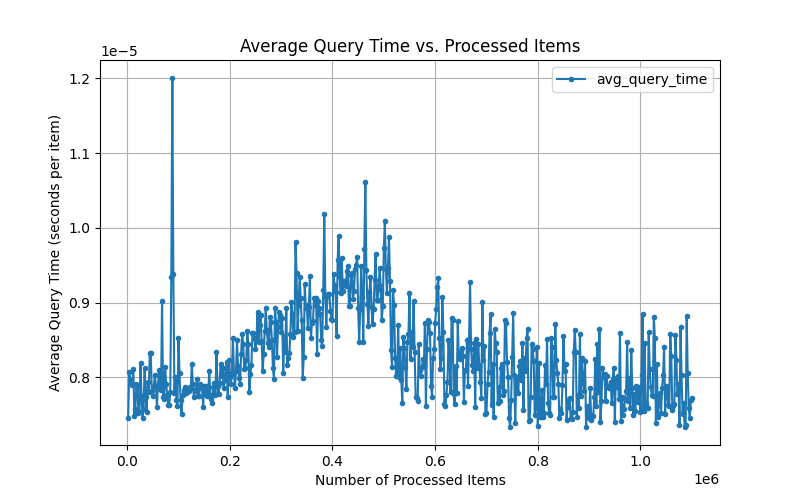 Average Query Time vs. Processed Items
1e−5
avg_query_time
1.2
1.1
1.0
0.9
0.8
Average Query Time (seconds per item)
0.0 0.2 0.4 0.6 0.8 1.0
1e6
Number of Processed Items